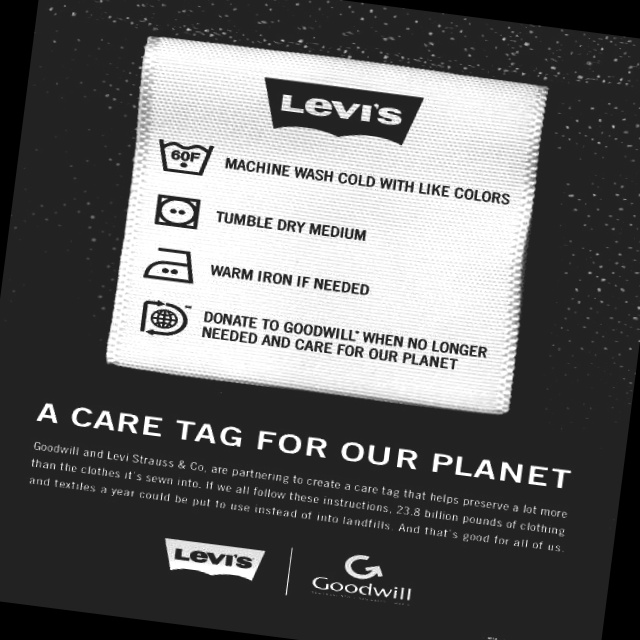 Levi's
60F
MACHINE WASH COLD WITH LIKE COLORS
TUMBLE DRY MEDIUM
WARM IRON IF NEEDED
DONATE TO GOODWILL® WHEN NO LONGER
NEEDED AND CARE FOR OUR PLANET
A CARE TAG FOR OUR PLANET
Goodwill and Levi Strauss & Co. are partnering to create a care tag that helps preserve a lot more
than the clothes it's sewn into. If we all follow these instructions, 23.8 billion pounds of clothing
and textiles a year could be put to use instead of into landfills. And that's good for all of us.
Levi's
Goodwill